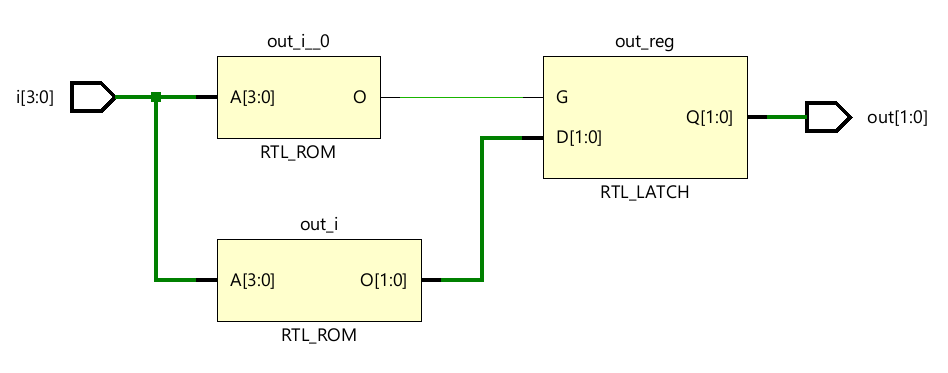 out_i__0
i[3:0]
A[3:0]
O
RTL_ROM
out_reg
G
D[1:0]
Q[1:0]
RTL_LATCH
out[1:0]
out_i
A[3:0]
O[1:0]
RTL_ROM